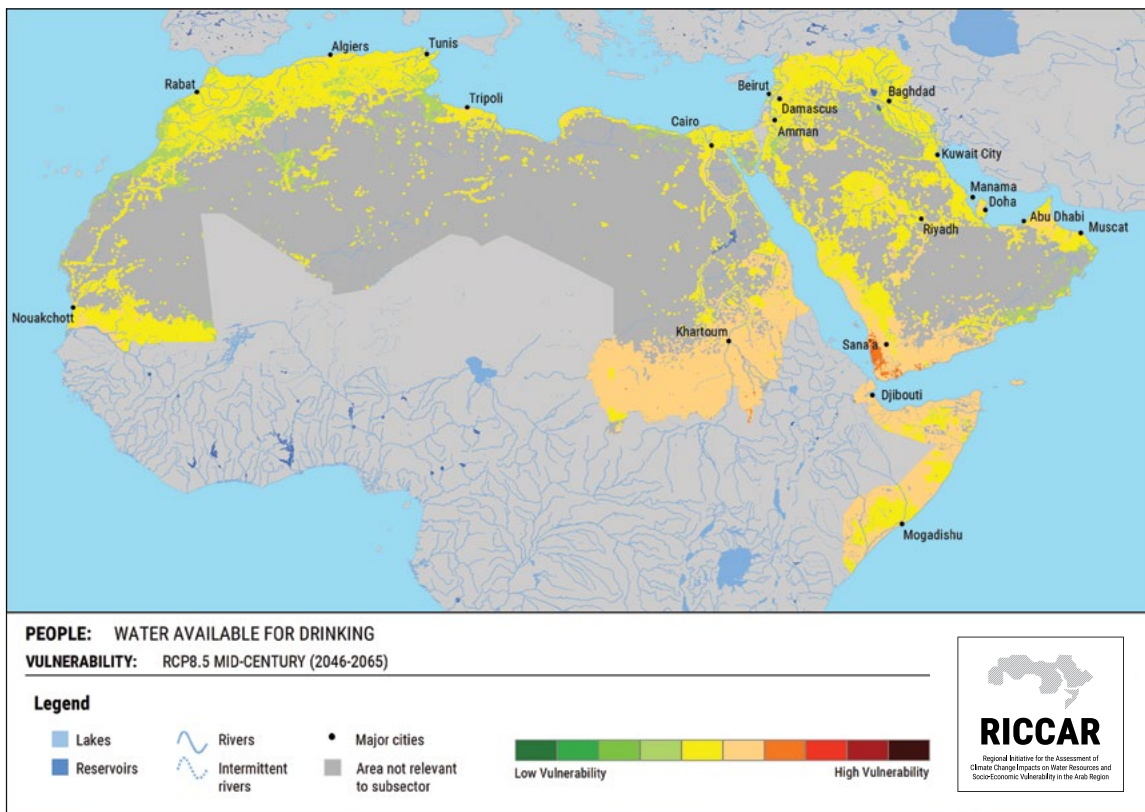 Algiers
Tunis
Rabat
Tripoli
Beirut
Damascus
Baghdad
Cairo
Amman
Kuwait City
Manama
Doha
Abu Dhabi
Riyadh
Muscat
Nouakchott
Khartoum
Sana'a
Djibouti
Mogadishu
PEOPLE: WATER AVAILABLE FOR DRINKING
VULNERABILITY: RCP8.5 MID-CENTURY (2046-2065)
Legend
Lakes
Rivers
Major cities
Reservoirs
Intermittent
rivers
Area not relevant
to subsector
Low Vulnerability
High Vulnerability
RICCAR
Regional Initiative for the Assessment of
Climate Change Impacts on Water Resources and
Socio-Economic Vulnerability in the Arab Region